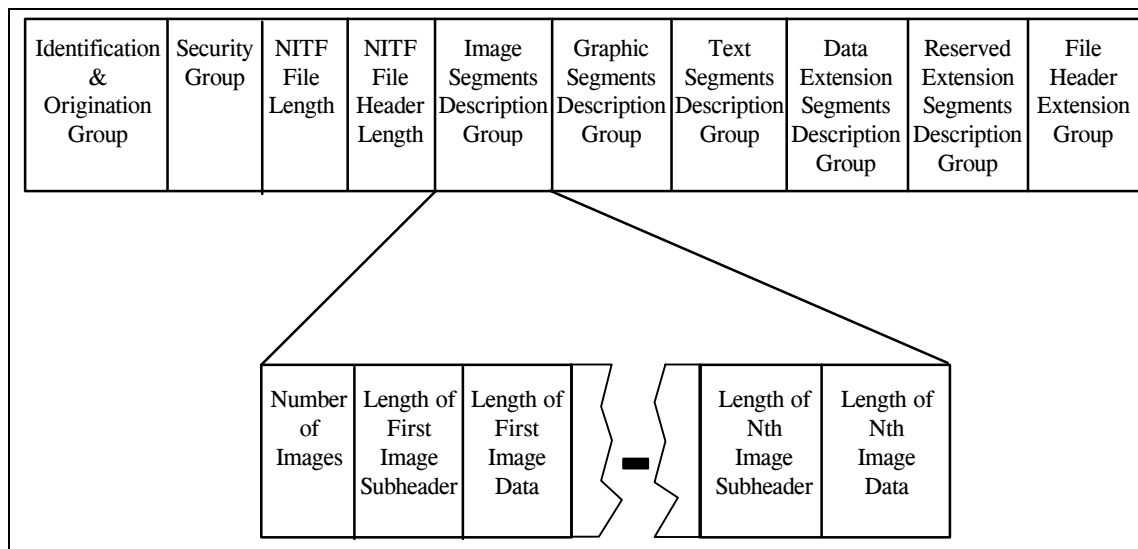 Identification
&
Origination
Group
Security
Group
NITF
File
Length
NITF
File
Header
Length
Image
Segments
Description
Group
Graphic
Segments
Description
Group
Text
Segments
Description
Group
Data
Extension
Segments
Description
Group
Reserved
Extension
Segments
Description
Group
File
Header
Extension
Group
Number
of
Images
Length of
First
Image
Subheader
Length of
First
Image
Data
Length of
Nth
Image
Subheader
Length of
Nth
Image
Data